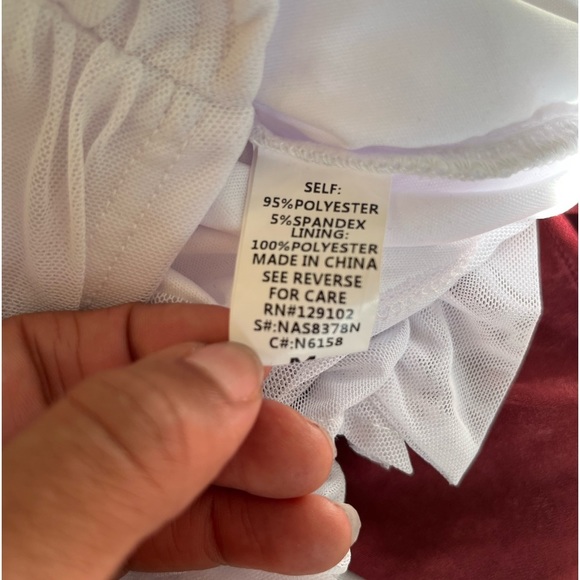 SELF:
95%POLYESTER
5%SPANDEX
LINING:
100%POLYESTER
MADE IN CHINA
SEE REVERSE
FOR CARE
RN#129102
S#:NAS8378N
C#:N6158